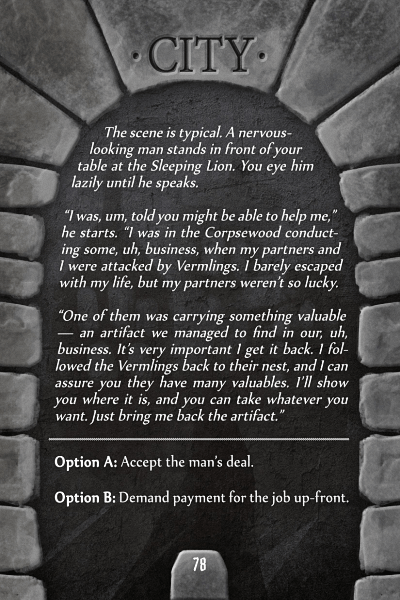 · CITY ·
The scene is typical. A nervous-
looking man stands in front of your
table at the Sleeping Lion. You eye him
lazily until he speaks.
“I was, um, told you might be able to help me,”
he starts. “I was in the Corpsewood conduct-
ing some, uh, business, when my partners and
I were attacked by Vermlings. I barely escaped
with my life, but my partners weren’t so lucky.
“One of them was carrying something valuable
— an artifact we managed to find in our, uh,
business. It’s very important I get it back. I fol-
lowed the Vermlings back to their nest, and I can
assure you they have many valuables. I’ll show
you where it is, and you can take whatever you
want. Just bring me back the artifact.”
Option A: Accept the man’s deal.
Option B: Demand payment for the job up-front.
78